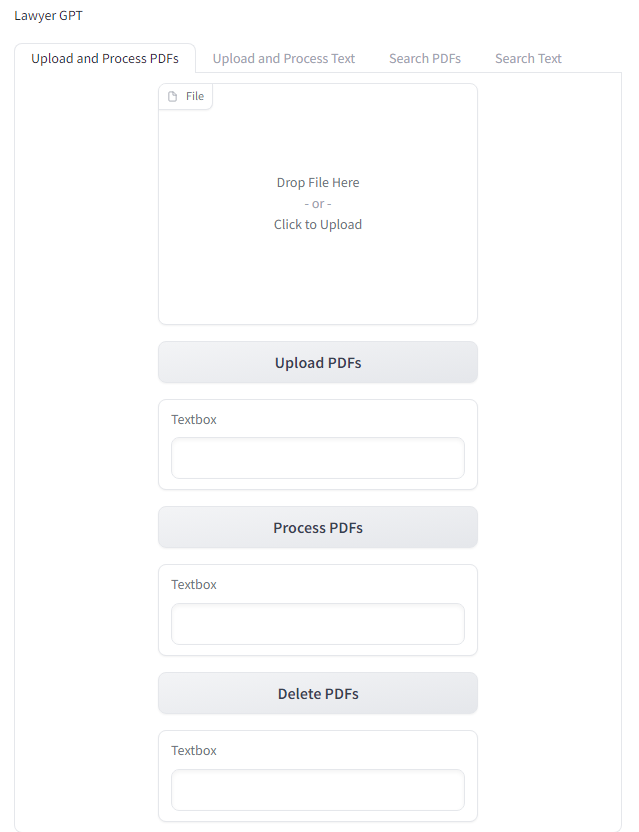 Lawyer GPT
Upload and Process PDFs Upload and Process Text Search PDFs Search Text
File
Drop File Here
- or -
Click to Upload
Upload PDFs
Textbox
Process PDFs
Textbox
Delete PDFs
Textbox